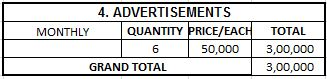 4. ADVERTISEMENTS
MONTHLY QUANTITY PRICE/EACH TOTAL
6 50,000 3,00,000
GRAND TOTAL 3,00,000